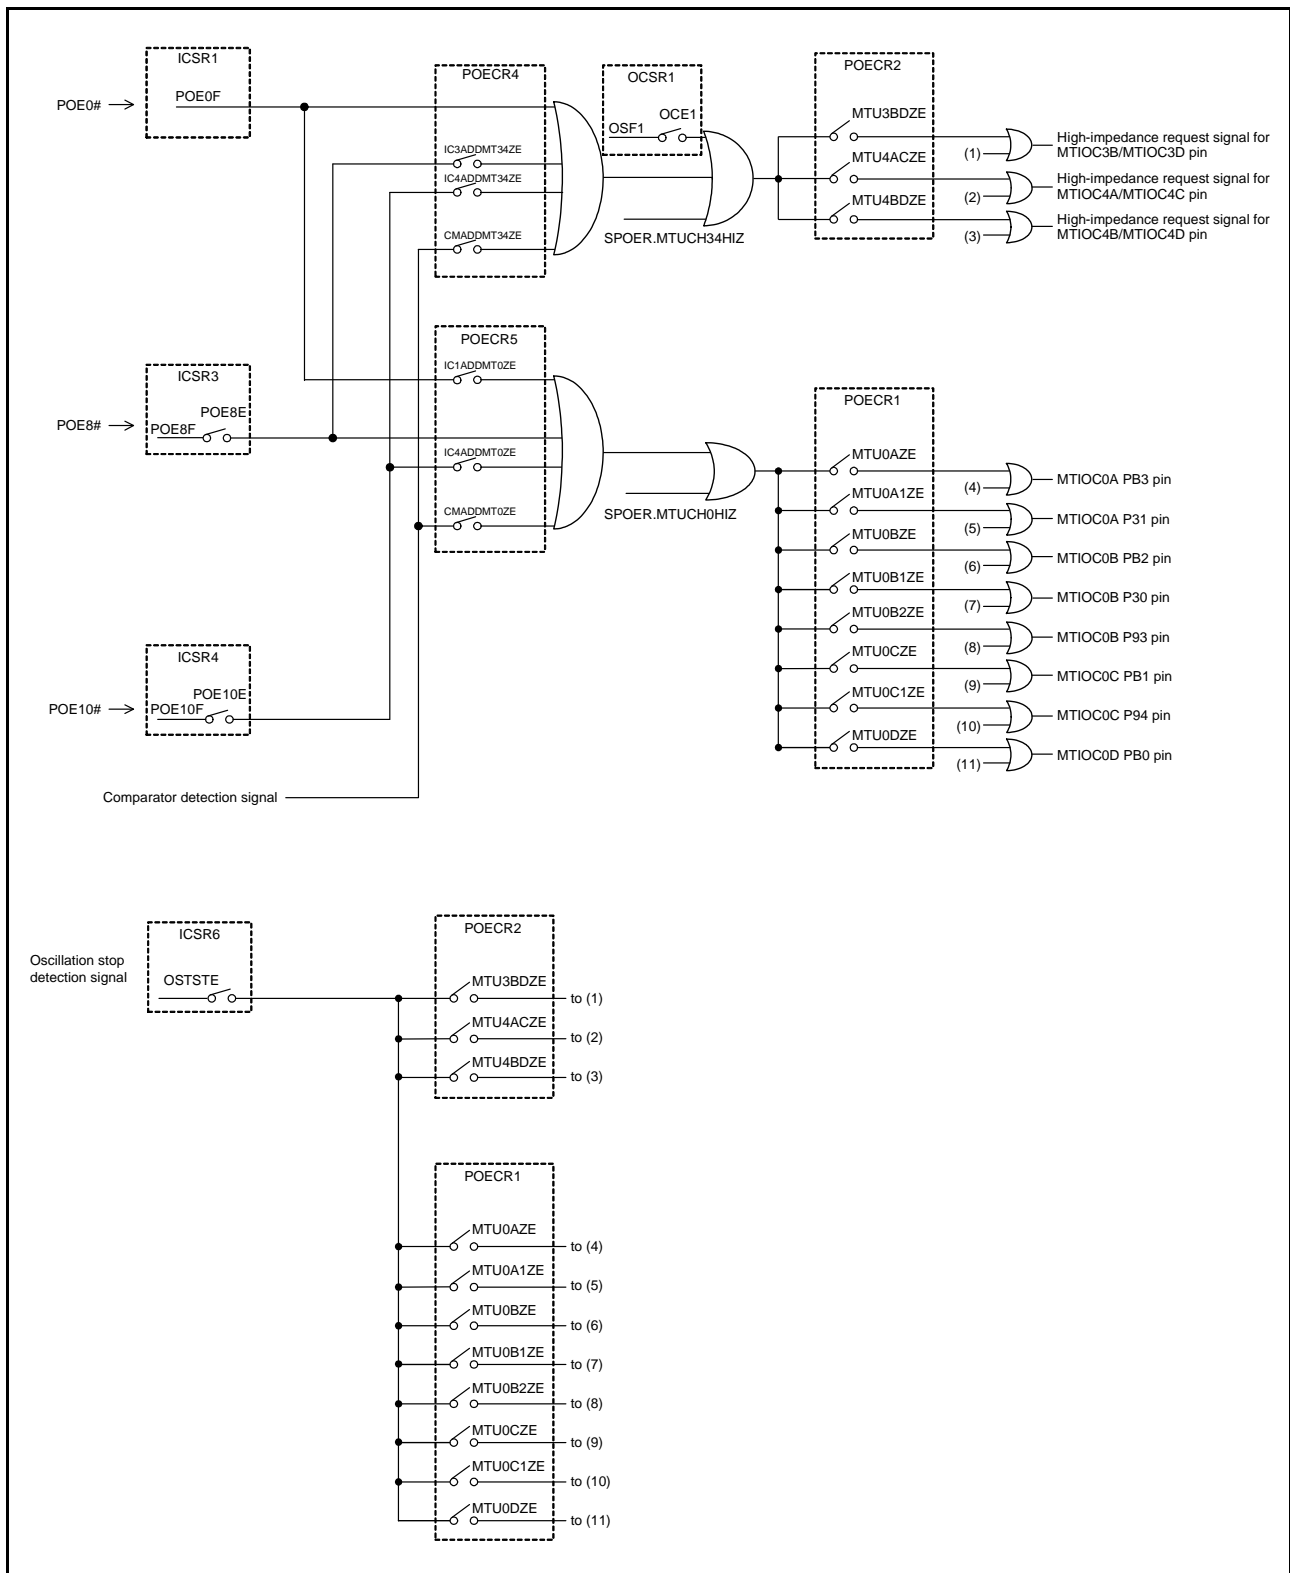 ICSR1
POE0#
POE0F
POECR4
IC3ADDMT34ZE
IC4ADDMT34ZE
CMADDMT34ZE
OCSR1
OCE1
OSF1
SPOER.MTUCH34HIZ
POECR2
MTU3BDZE
MTU4ACZE
MTU4BDZE
(1)
High-impedance request signal for
MTIOC3B/MTIOC3D pin
(2)
High-impedance request signal for
MTIOC4A/MTIOC4C pin
(3)
High-impedance request signal for
MTIOC4B/MTIOC4D pin
ICSR3
POE8#
POE8E
POE8F
POECR5
IC1ADDMT0ZE
IC4ADDMT0ZE
CMADDMT0ZE
SPOER.MTUCH0HIZ
POECR1
MTU0AZE
(4)
MTIOC0A PB3 pin
MTU0A1ZE
(5)
MTIOC0A P31 pin
MTU0BZE
(6)
MTIOC0B PB2 pin
MTU0B1ZE
(7)
MTIOC0B P30 pin
MTU0B2ZE
(8)
MTIOC0B P93 pin
MTU0CZE
(9)
MTIOC0C PB1 pin
MTU0C1ZE
(10)
MTIOC0C P94 pin
MTU0DZE
(11)
MTIOC0D PB0 pin
ICSR4
POE10#
POE10E
POE10F
Comparator detection signal
ICSR6
Oscillation stop
detection signal
OSTSTE
POECR2
MTU3BDZE
to (1)
MTU4ACZE
to (2)
MTU4BDZE
to (3)
POECR1
MTU0AZE
to (4)
MTU0A1ZE
to (5)
MTU0BZE
to (6)
MTU0B1ZE
to (7)
MTU0B2ZE
to (8)
MTU0CZE
to (9)
MTU0C1ZE
to (10)
MTU0DZE
to (11)